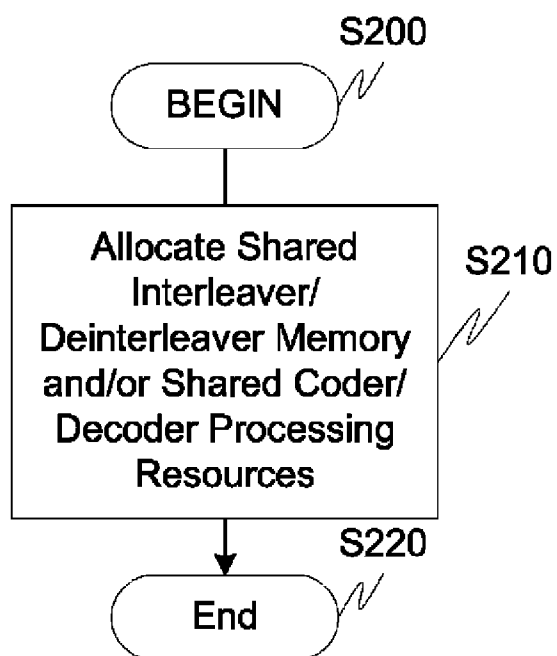 S200
BEGIN
Allocate Shared
Interleaver/
Deinterleaver Memory
and/or Shared Coder/
Decoder Processing
Resources
S210
S220
End